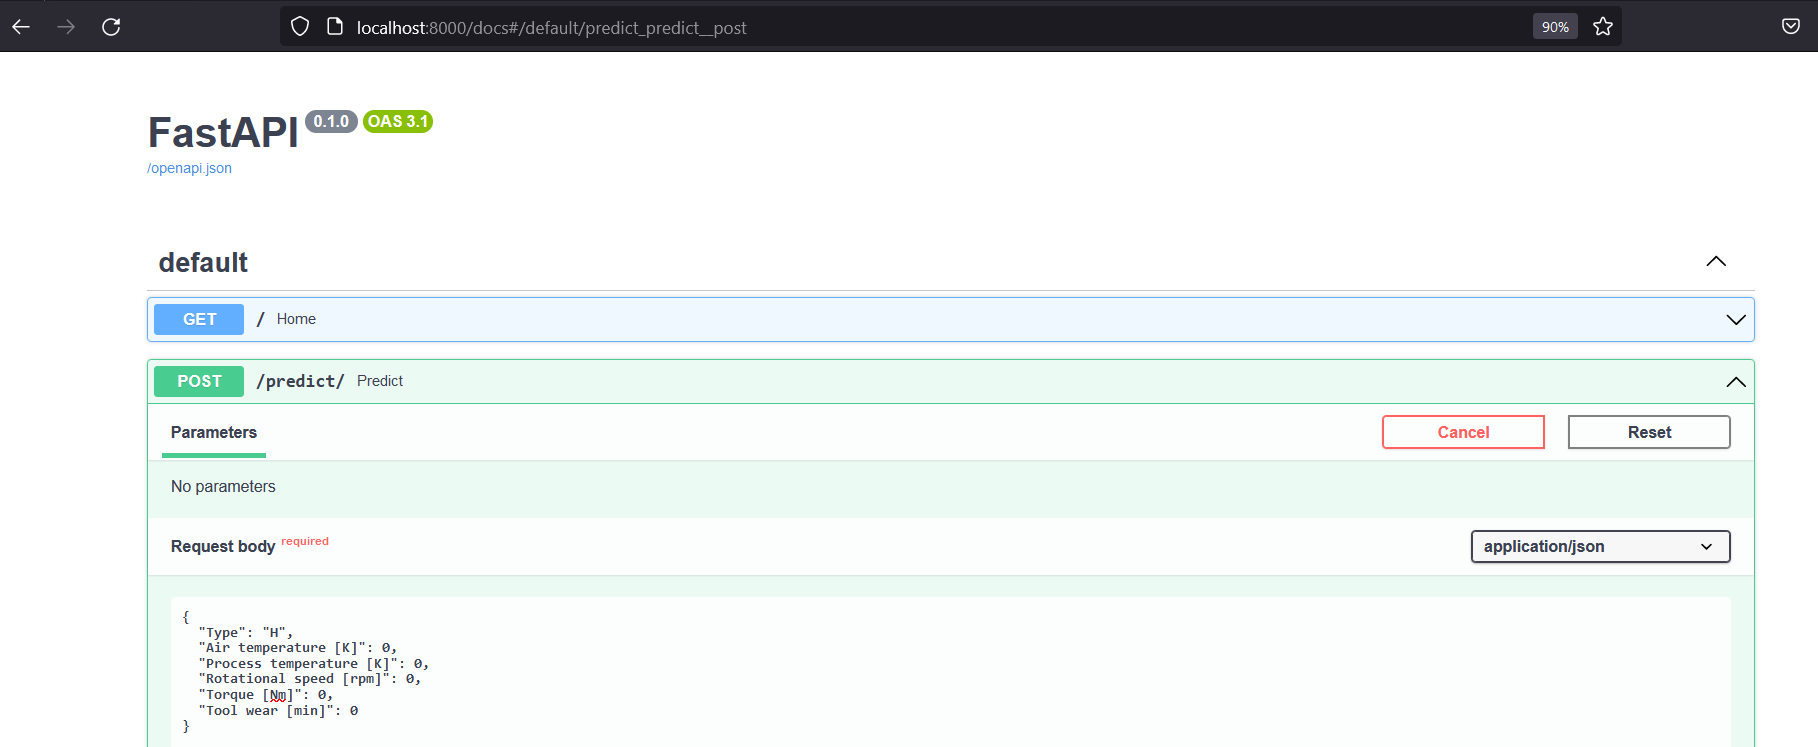 localhost:8000/docs#/default/predict_predict__post
90%
FastAPI 0.1.0 OAS 3.1
/openapi.json
default
GET / Home
POST /predict/ Predict
Parameters
Cancel
Reset
No parameters
Request body required
application/json
{
  "Type": "H",
  "Air temperature [K]": 0,
  "Process temperature [K]": 0,
  "Rotational speed [rpm]": 0,
  "Torque [Nm]": 0,
  "Tool wear [min]": 0
}